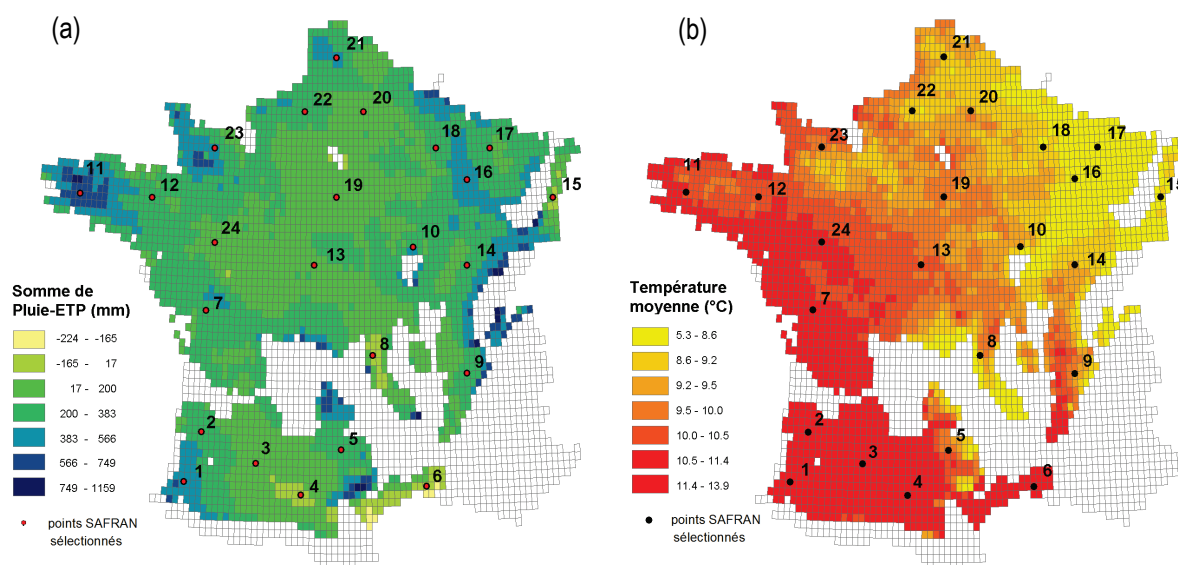 (a)
21
22
20
23
18
17
11
16
12
19
15
24
10
13
14
7
8
9
2
3
5
1
4
6
Somme de
Pluie-ETP (mm)
-224 - -165
-165 - 17
17 - 200
200 - 383
383 - 566
566 - 749
749 - 1159
points SAFRAN
sélectionnés
(b)
21
22
20
23
18
17
11
16
12
19
15
24
10
13
14
7
8
9
2
3
5
1
4
6
Température
moyenne (°C)
5.3 - 8.6
8.6 - 9.2
9.2 - 9.5
9.5 - 10.0
10.0 - 10.5
10.5 - 11.4
11.4 - 13.9
points SAFRAN
sélectionnés